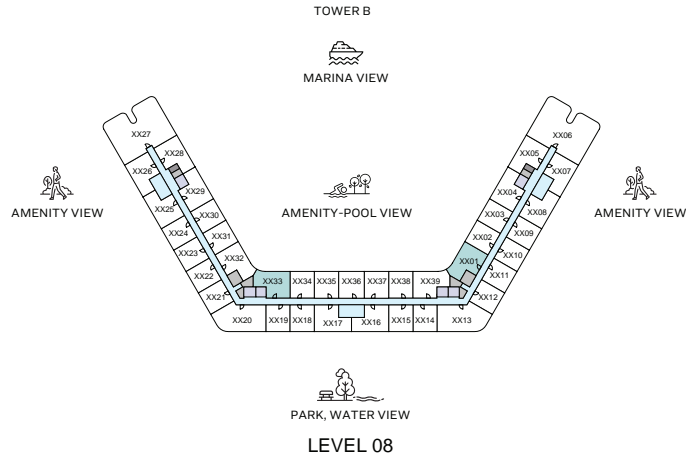 TOWER B
MARINA VIEW
XX27
XX06
XX28
XX05
XX26
XX07
XX29
XX04
XX25
XX08
XX30
XX03
XX24
XX09
XX31
XX02
XX23
XX10
XX32
XX01
XX22
XX11
XX21
XX12
AMENITY VIEW
AMENITY-POOL VIEW
AMENITY VIEW
XX33 XX34 XX35 XX36 XX37 XX38 XX39
XX20 XX19 XX18 XX17 XX16 XX15 XX14 XX13
PARK, WATER VIEW
LEVEL 08